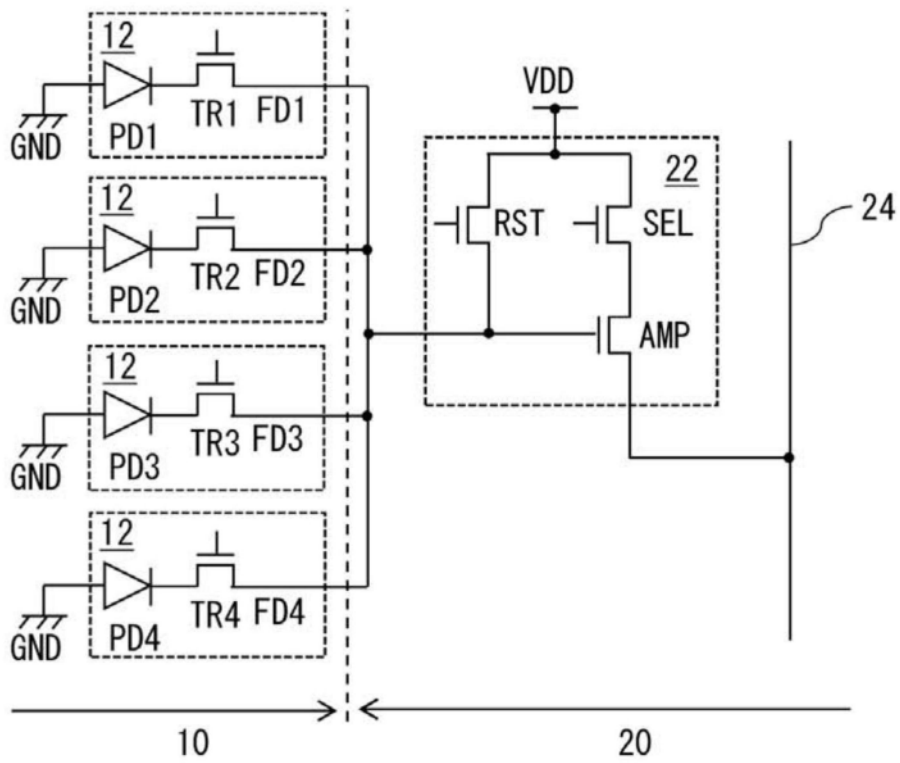 12
GND
PD1
TR1
FD1
12
GND
PD2
TR2
FD2
12
GND
PD3
TR3
FD3
12
GND
PD4
TR4
FD4
VDD
22
RST
SEL
AMP
24
10
20